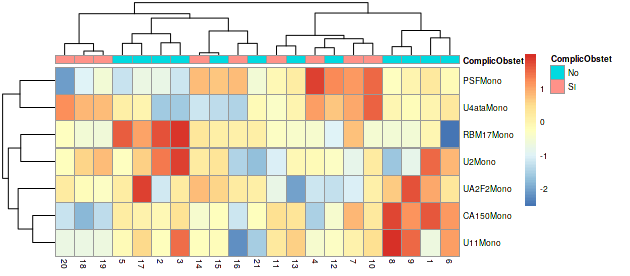 ComplicObstet
PSFMono
U4ataMono
RBM17Mono
U2Mono
UA2F2Mono
CA150Mono
U11Mono
20 18 19 5 17 2 3 14 15 16 21 11 13 4 12 7 10 8 9 1 6
1
0
-1
-2
ComplicObstet
No
SI